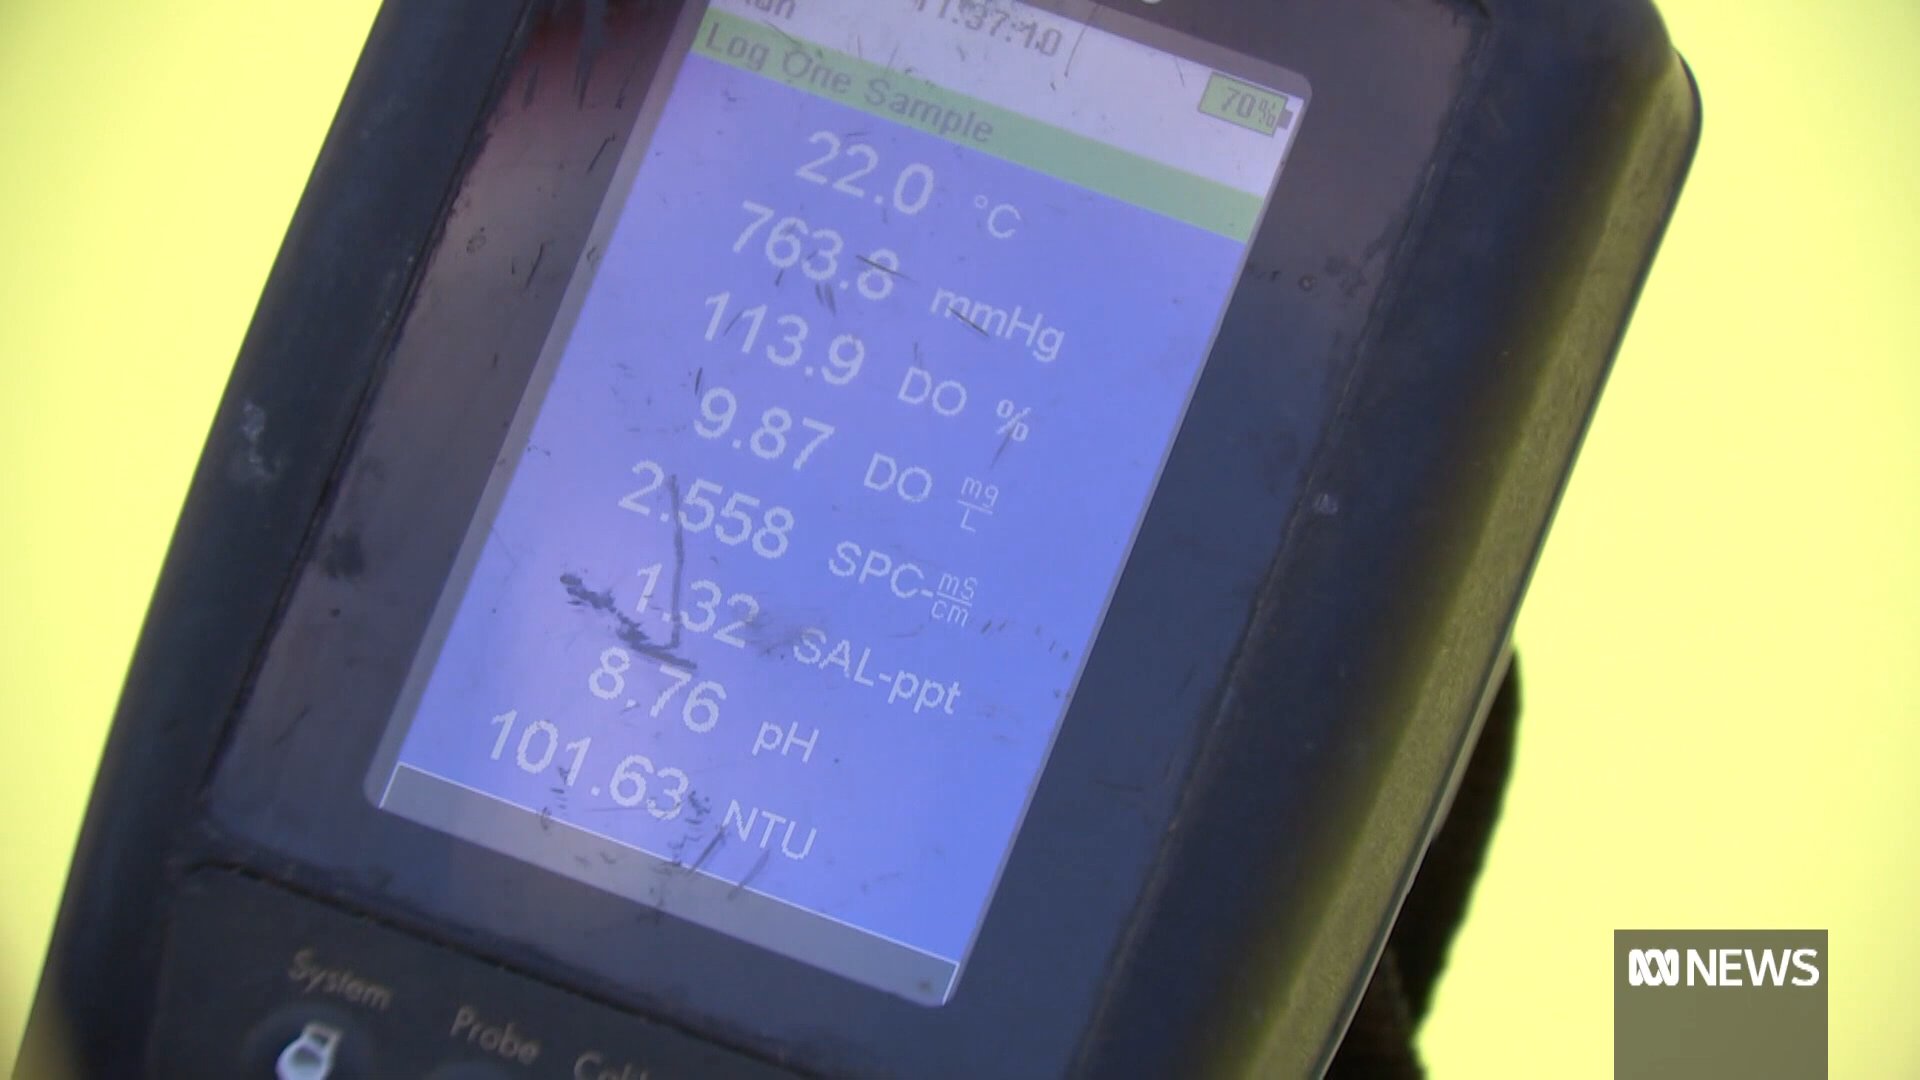 Run
11:37:10
70%
Log One Sample
22.0 °C
763.8 mmHg
113.9 DO %
9.87 DO mg/L
2.558 SPC-mS/cm
1.32 SAL-ppt
8.76 pH
101.63 NTU
System
Probe
NEWS